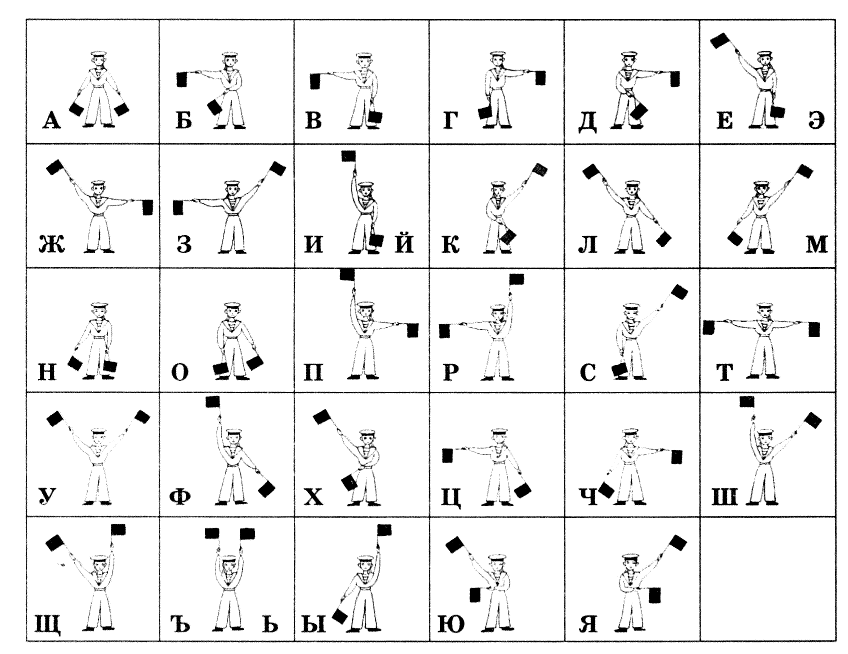 А Б В Г Д Е Э
Ж З И Й К Л М
Н О П Р С Т
У Ф Х Ц Ч Ш
Щ Ъ Ь Ы Ю Я